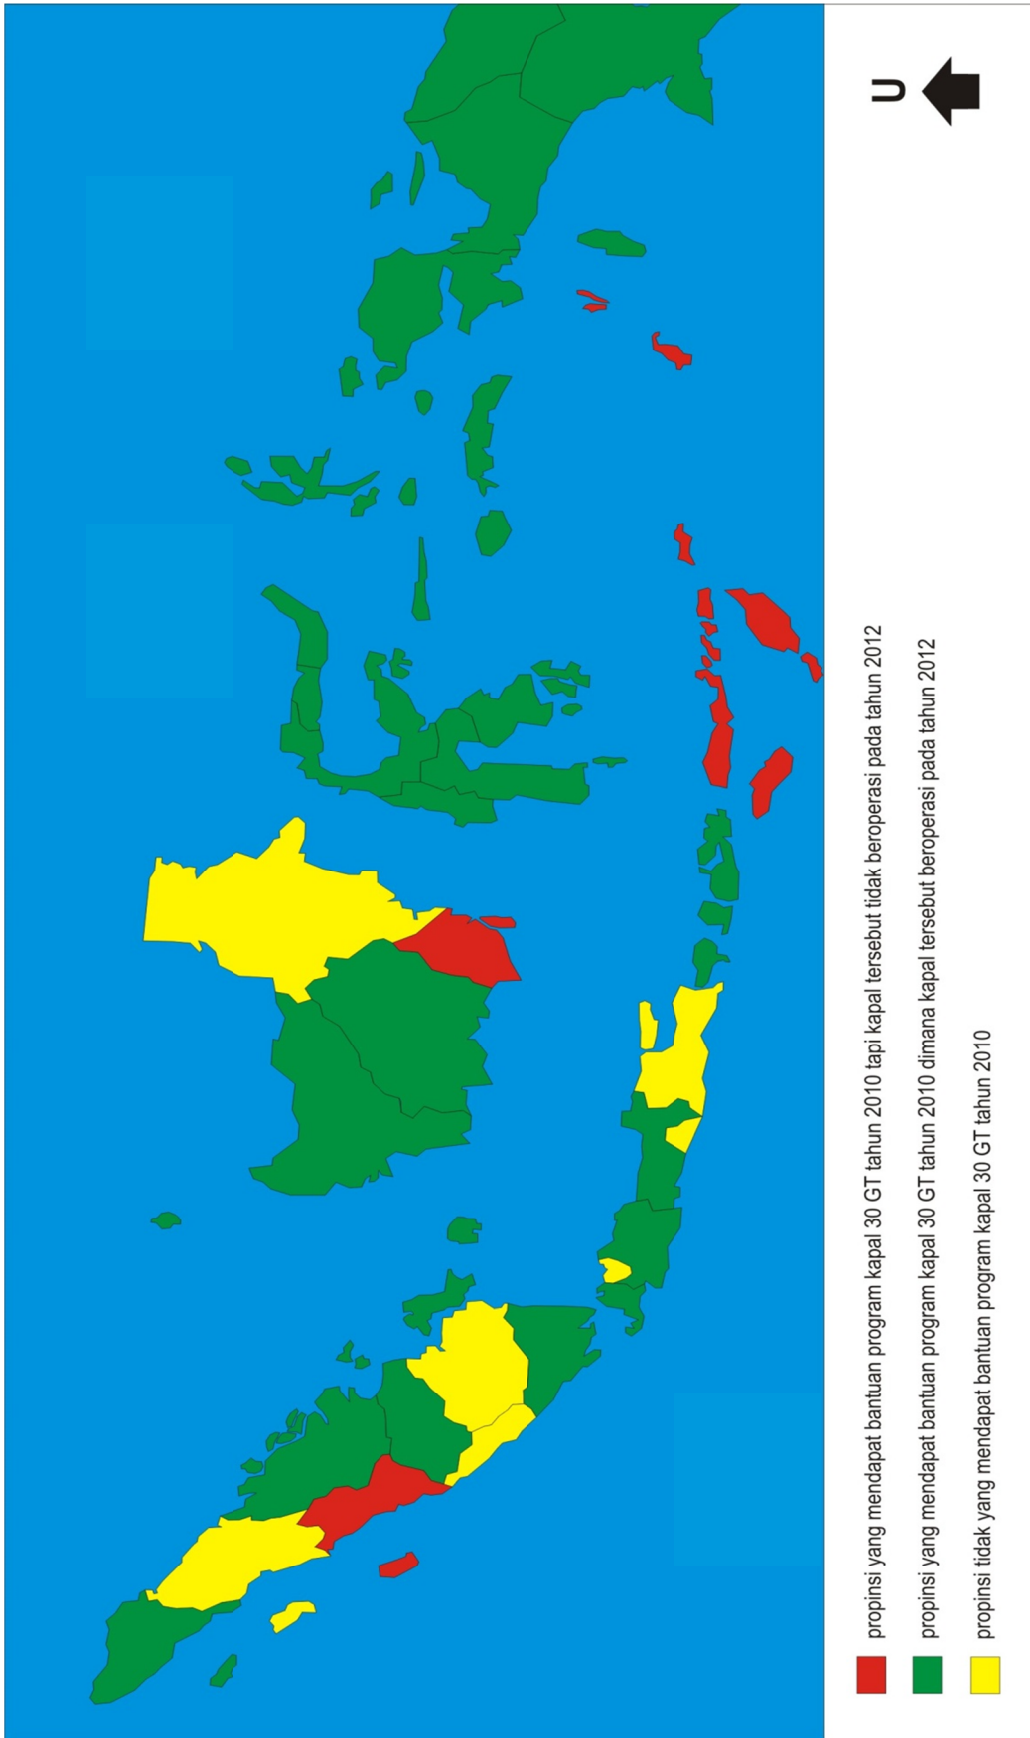 U
propinsi yang mendapat bantuan program kapal 30 GT tahun 2010 tapi kapal tersebut tidak beroperasi pada tahun 2012
propinsi yang mendapat bantuan program kapal 30 GT tahun 2010 dimana kapal tersebut beroperasi pada tahun 2012
propinsi tidak yang mendapat bantuan program kapal 30 GT tahun 2010